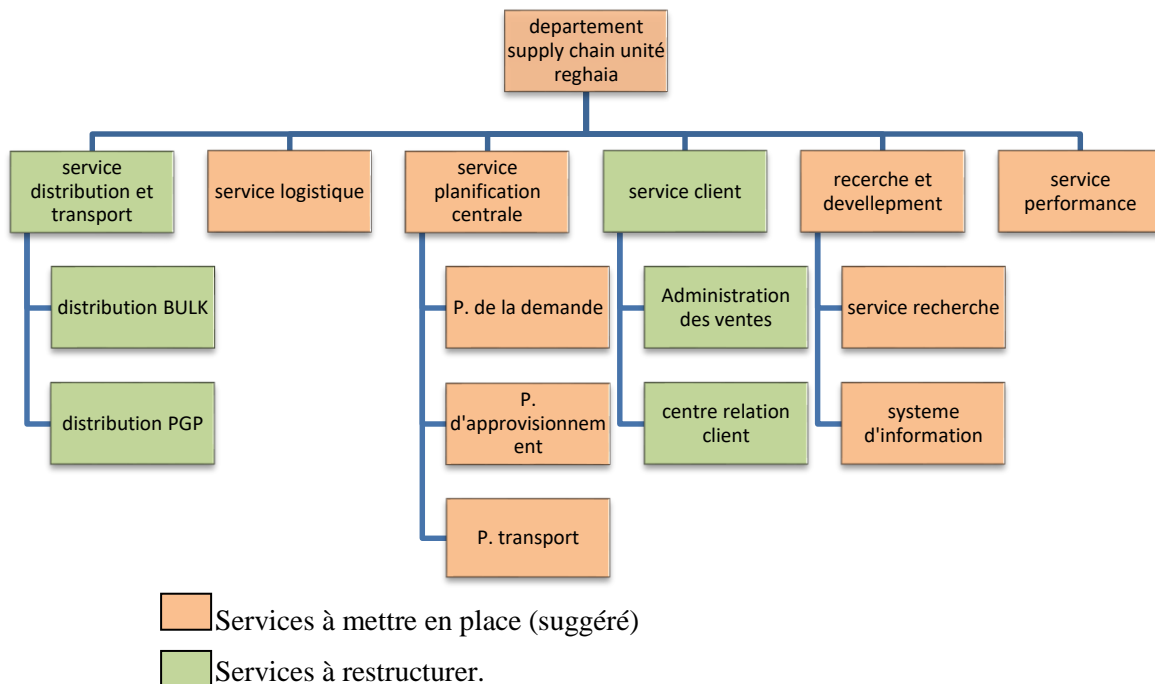 departement
supply chain unité
reghaia
service
distribution et
transport
service logistique
service
planification
centrale
service client
recerche et
devellepment
service
performance
distribution BULK
P. de la demande
Administration
des ventes
service recherche
distribution PGP
P.
d'approvisionnem
ent
centre relation
client
systeme
d'information
P. transport
Services à mettre en place (suggéré)
Services à restructurer.